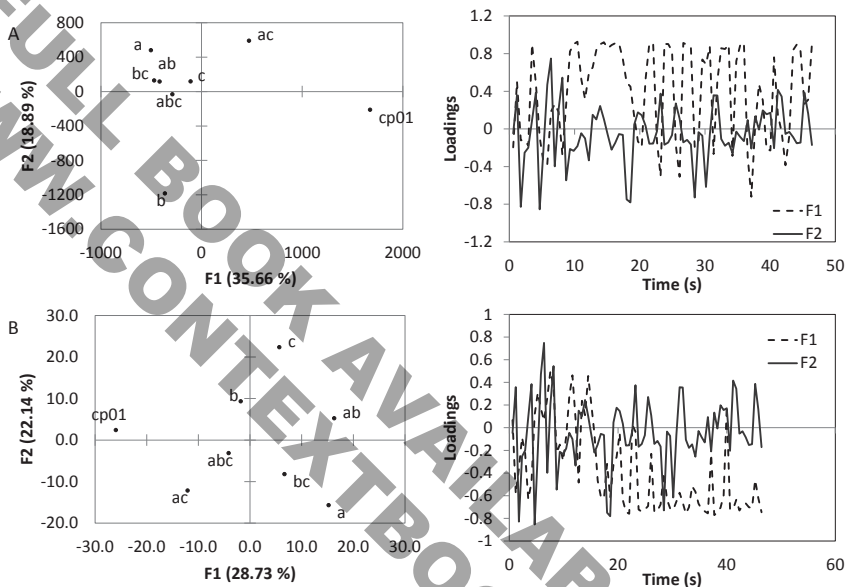 A
800
400
0
-400
-800
-1200
-1600
F2 (18.89 %)
a
ab
bc
c
abc
ac
cp01
b
-1000
0
1000
2000
F1 (35.66 %)
1.2
0.8
0.4
0
-0.4
-0.8
-1.2
Loadings
F1
F2
0
10
20
30
40
50
Time (s)
B
30.0
20.0
10.0
0.0
-10.0
-20.0
F2 (22.14 %)
c
b
ab
cp01
abc
bc
ac
a
-30.0
-20.0
-10.0
0.0
10.0
20.0
30.0
F1 (28.73 %)
1
0.8
0.6
0.4
0.2
0
-0.2
-0.4
-0.6
-0.8
-1
Loadings
F1
F2
0
20
40
60
Time (s)
FULL BOOK AVAILAB
WW.CONTEXTBOO